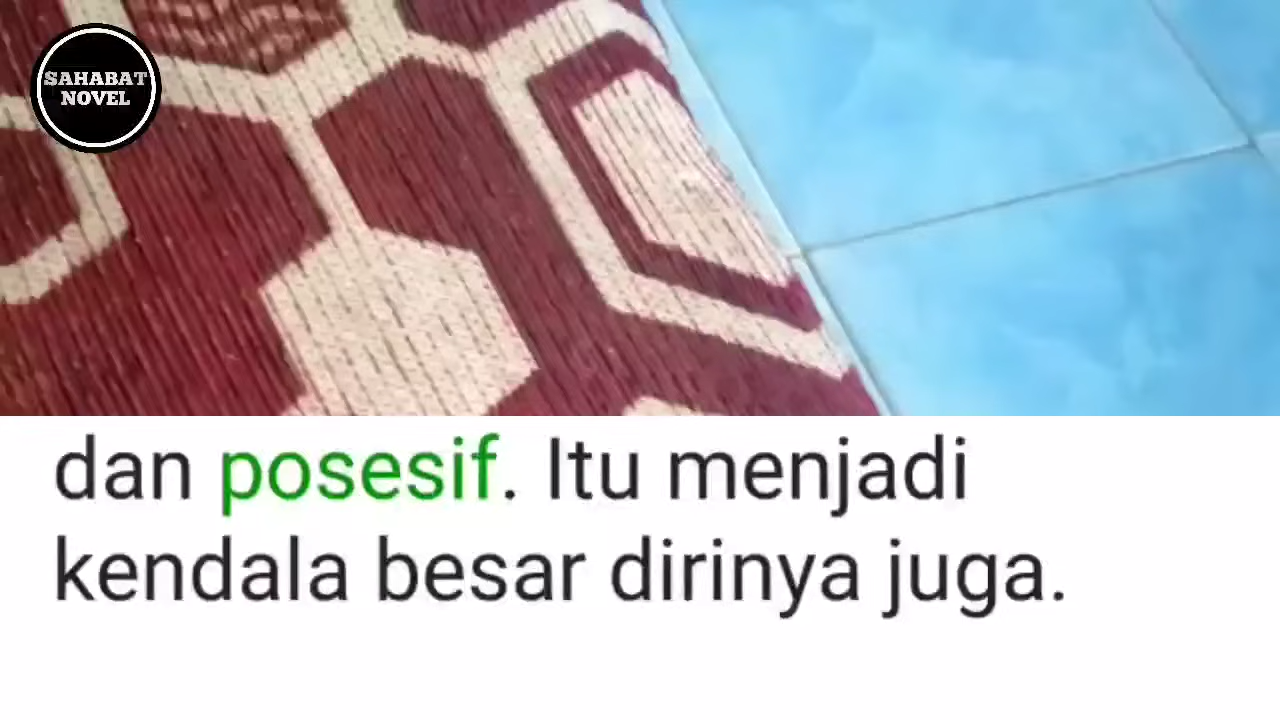 SAHABAT
NOVEL
dan posesif. Itu menjadi
kendala besar dirinya juga.